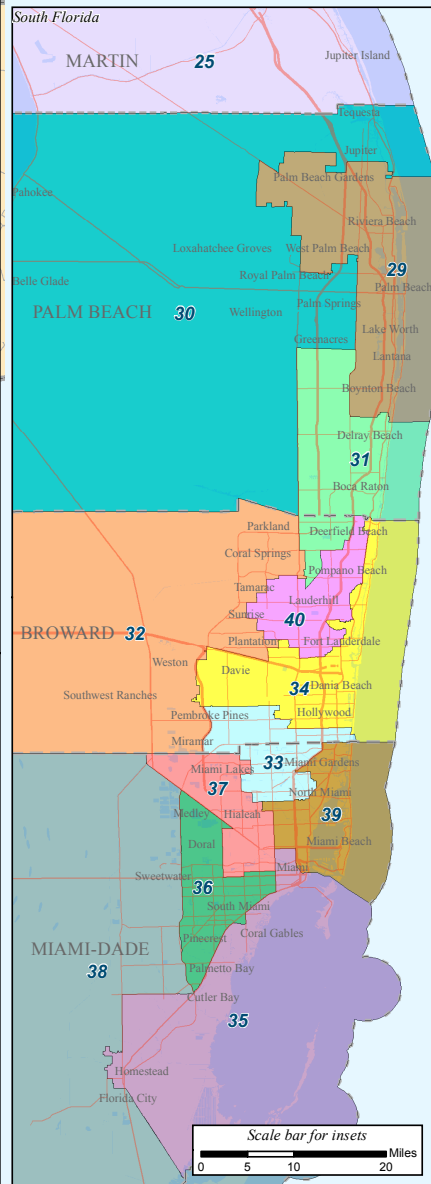 South Florida
MARTIN
25
Jupiter Island
Tequesta
Jupiter
Palm Beach Gardens
Pahokee
Riviera Beach
Loxahatchee Groves
West Palm Beach
29
Royal Palm Beach
Belle Glade
Palm Beach
PALM BEACH
30
Wellington
Palm Springs
Lake Worth
Greenacres
Lantana
Boynton Beach
Delray Beach
31
Boca Raton
Parkland
Deerfield Beach
Coral Springs
Pompano Beach
Tamarac
Lauderhill
Sunrise
40
BROWARD
32
Plantation
Fort Lauderdale
Weston
Davie
34
Dania Beach
Southwest Ranches
Pembroke Pines
Hollywood
Miramar
33
Miami Gardens
Miami Lakes
37
North Miami
Medley
Hialeah
39
Doral
Miami Beach
Sweetwater
Miami
36
South Miami
Coral Gables
Pinecrest
MIAMI-DADE
38
Palmetto Bay
Cutler Bay
35
Homestead
Florida City
Scale bar for insets
Miles
0 5 10 20